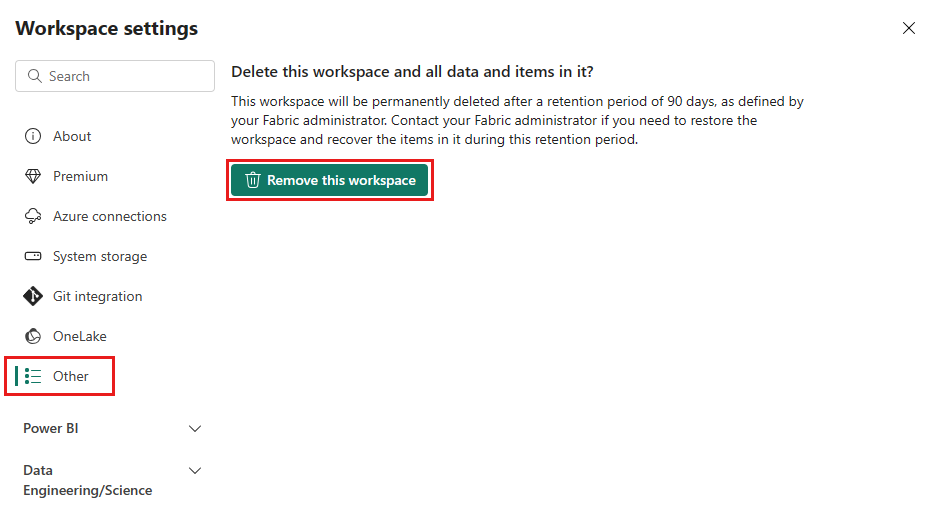 Workspace settings
Search
About
Premium
Azure connections
System storage
Git integration
OneLake
Other
Power BI
Data
Engineering/Science
Delete this workspace and all data and items in it?
This workspace will be permanently deleted after a retention period of 90 days, as defined by
your Fabric administrator. Contact your Fabric administrator if you need to restore the
workspace and recover the items in it during this retention period.
Remove this workspace